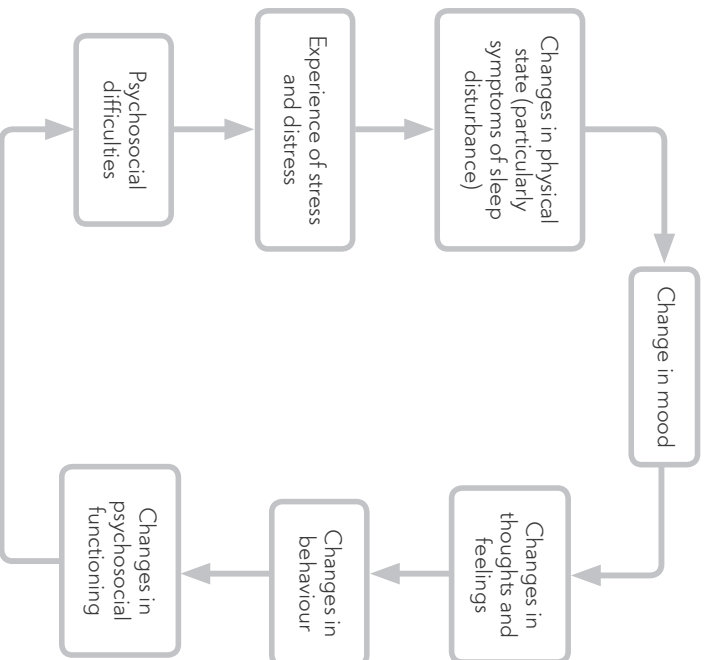 Psychosocial
difficulties
Experience of stress
and distress
Changes in physical
state (particularly
symptoms of sleep
disturbance)
Change in mood
Changes in
thoughts and
feelings
Changes in
behaviour
Changes in
psychosocial
functioning